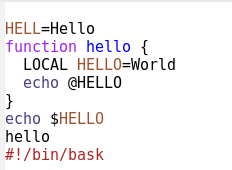 HELL=Hello
function hello {
  LOCAL HELLO=World
  echo @HELLO
}
echo $HELLO
hello
#!/bin/bask